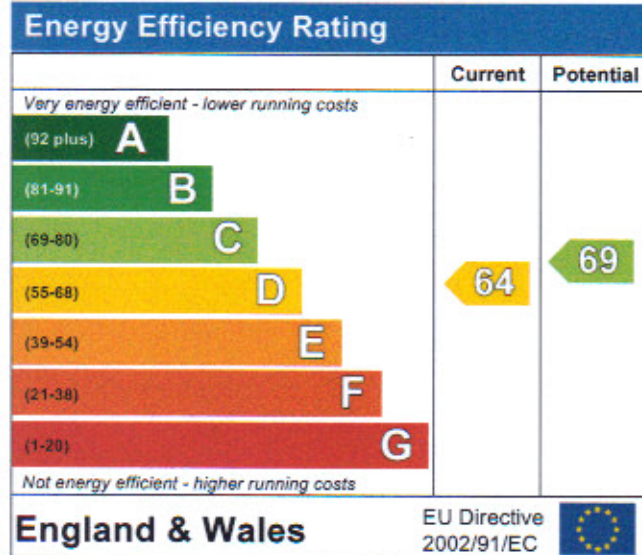 Energy Efficiency Rating
Current Potential
Very energy efficient - lower running costs
(92 plus) A
(81-91) B
(69-80) C
(55-68) D
(39-54) E
(21-38) F
(1-20) G
64
69
Not energy efficient - higher running costs
England & Wales
EU Directive
2002/91/EC